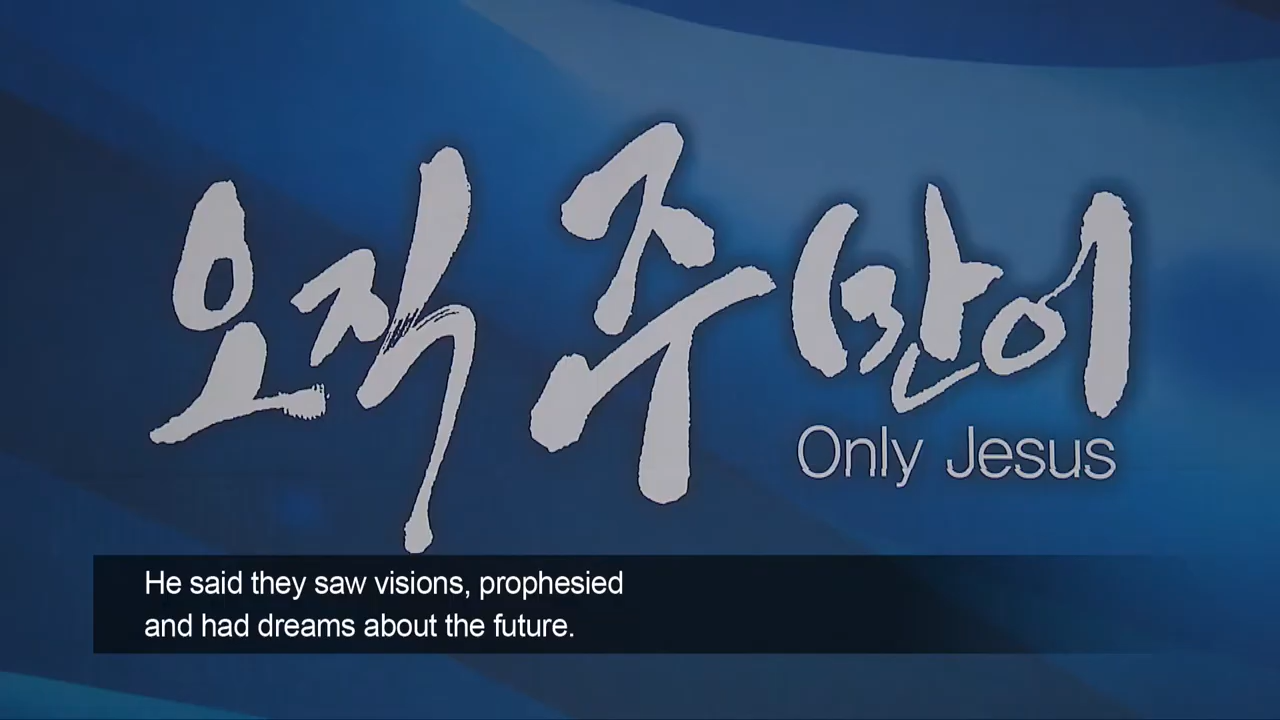 오직 주만이
Only Jesus
He said they saw visions, prophesied
and had dreams about the future.